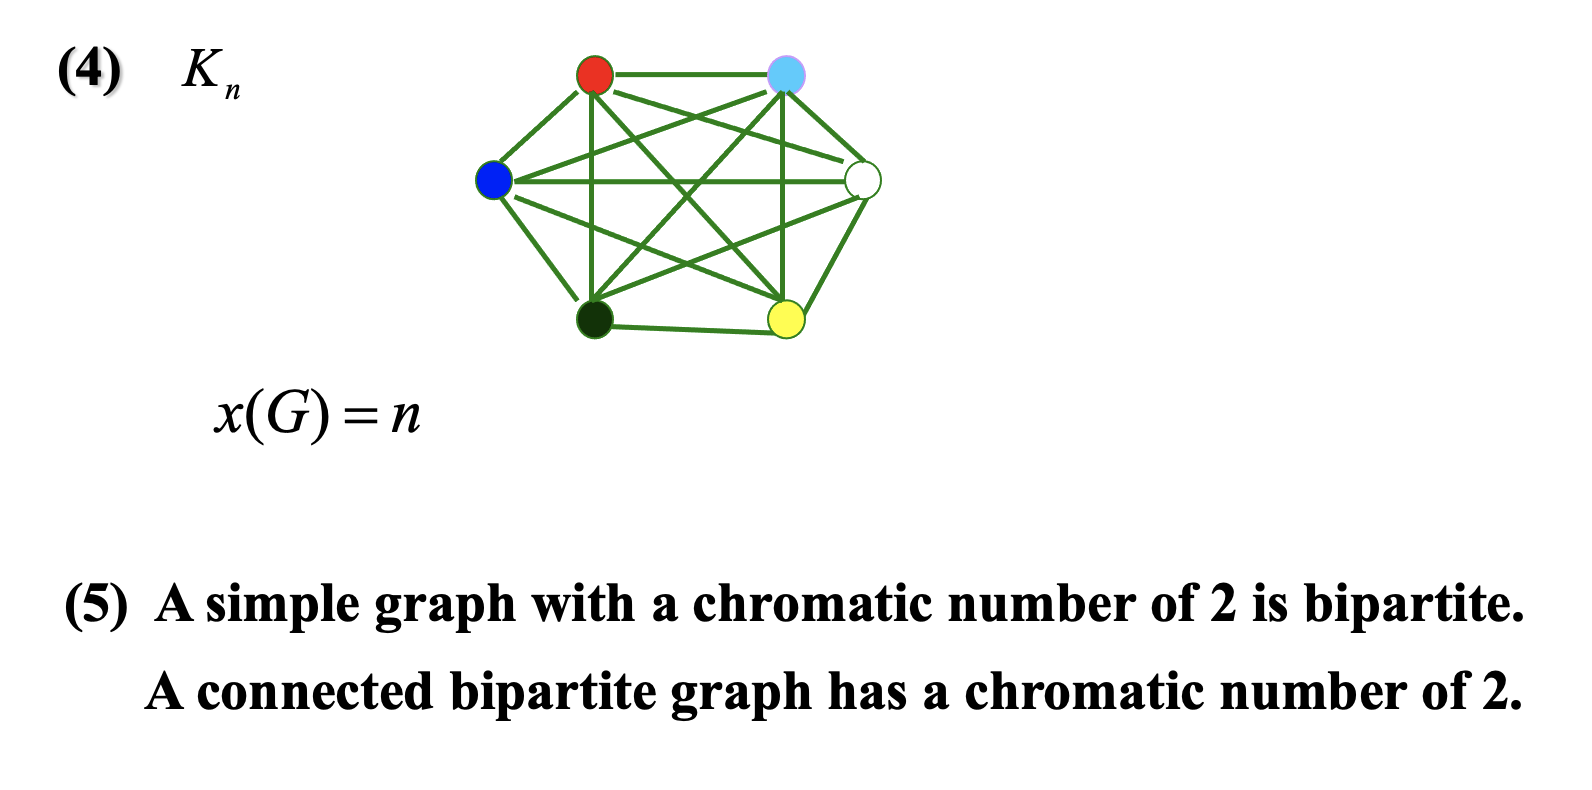 (4) K_n
x(G) = n
(5) A simple graph with a chromatic number of 2 is bipartite.
A connected bipartite graph has a chromatic number of 2.